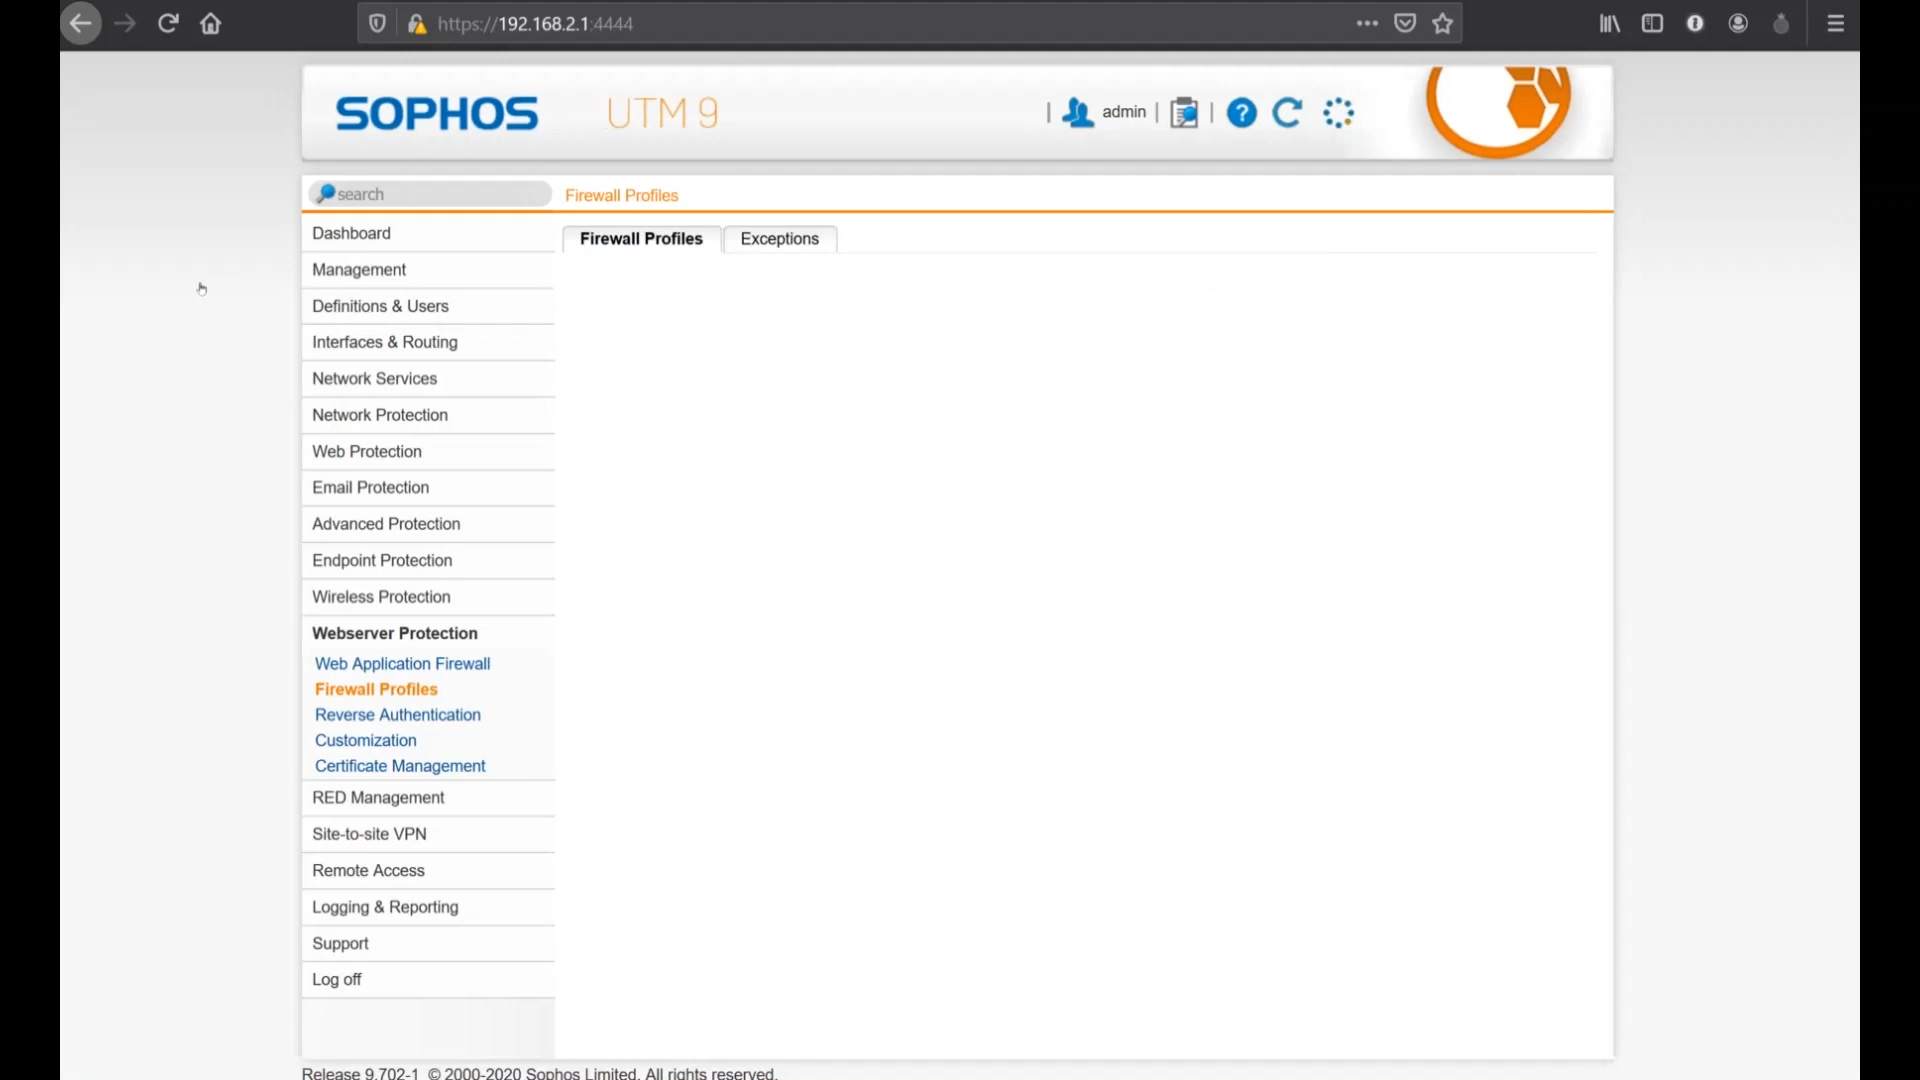 https://192.168.2.1:4444
SOPHOS UTM 9 | admin | |
search Firewall Profiles
Firewall Profiles Exceptions
Dashboard
Management
Definitions & Users
Interfaces & Routing
Network Services
Network Protection
Web Protection
Email Protection
Advanced Protection
Endpoint Protection
Wireless Protection
Webserver Protection
Web Application Firewall
Firewall Profiles
Reverse Authentication
Customization
Certificate Management
RED Management
Site-to-site VPN
Remote Access
Logging & Reporting
Support
Log off
Release 9.702-1 © 2000-2020 Sophos Limited. All rights reserved.